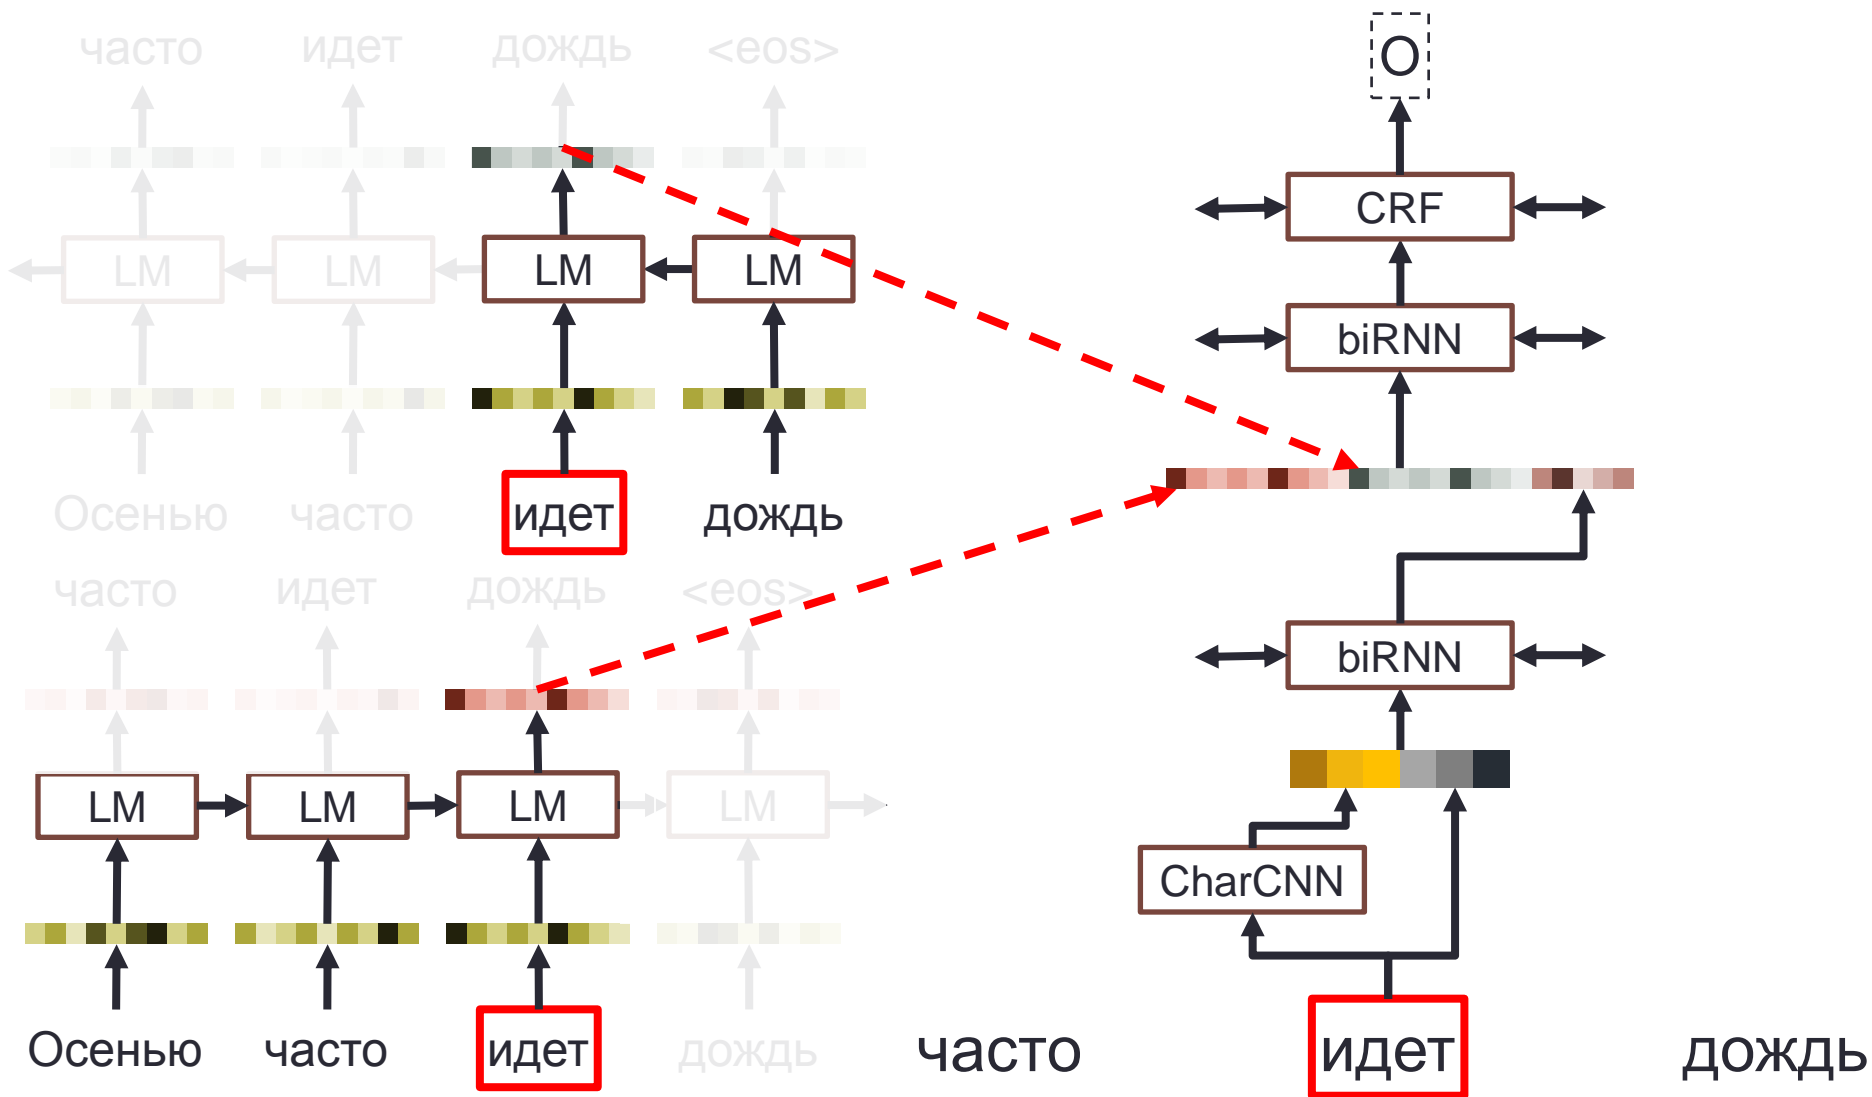 часто идет дождь <eos>
LM LM LM LM
Осенью часто идет дождь
часто идет дождь <eos>
LM LM LM LM
Осенью часто идет дождь
O
CRF
biRNN
biRNN
CharCNN
часто идет дождь